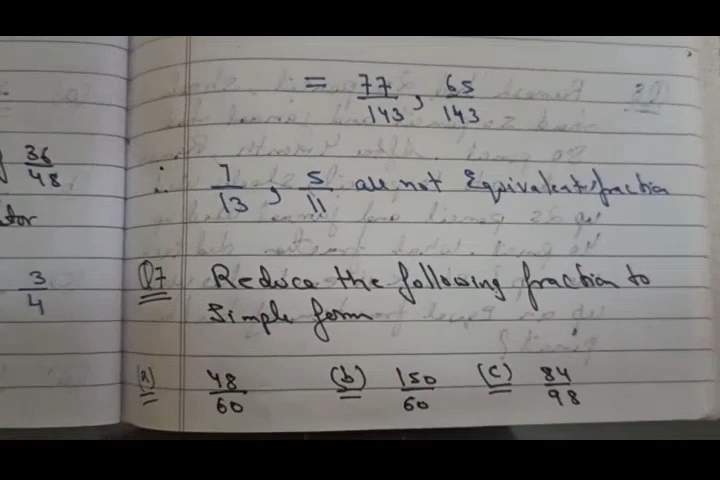 36/48
tor
3/4
= 77/143, 65/143
∴ 7/13, 5/11 are not Equivalent fraction
Q7 Reduce the following fraction to
Simple form
(a) 48/60 (b) 150/60 (c) 84/98